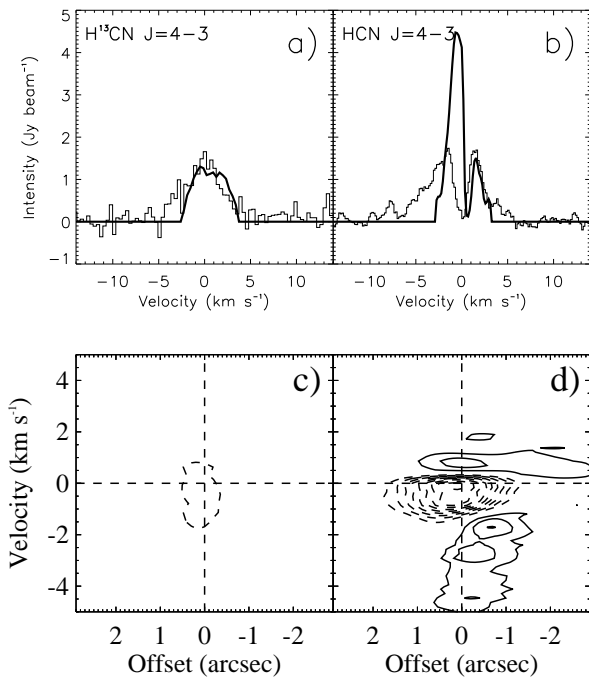 H¹³CN J=4−3
a)
HCN J=4−3
b)
Intensity (Jy beam⁻¹)
5
4
3
2
1
0
−1
−10 −5 0 5 10
−10 −5 0 5 10
Velocity (km s⁻¹)
Velocity (km s⁻¹)
c)
d)
Velocity (km s⁻¹)
4
2
0
-2
-4
2 1 0 -1 -2
2 1 0 -1 -2
Offset (arcsec)
Offset (arcsec)